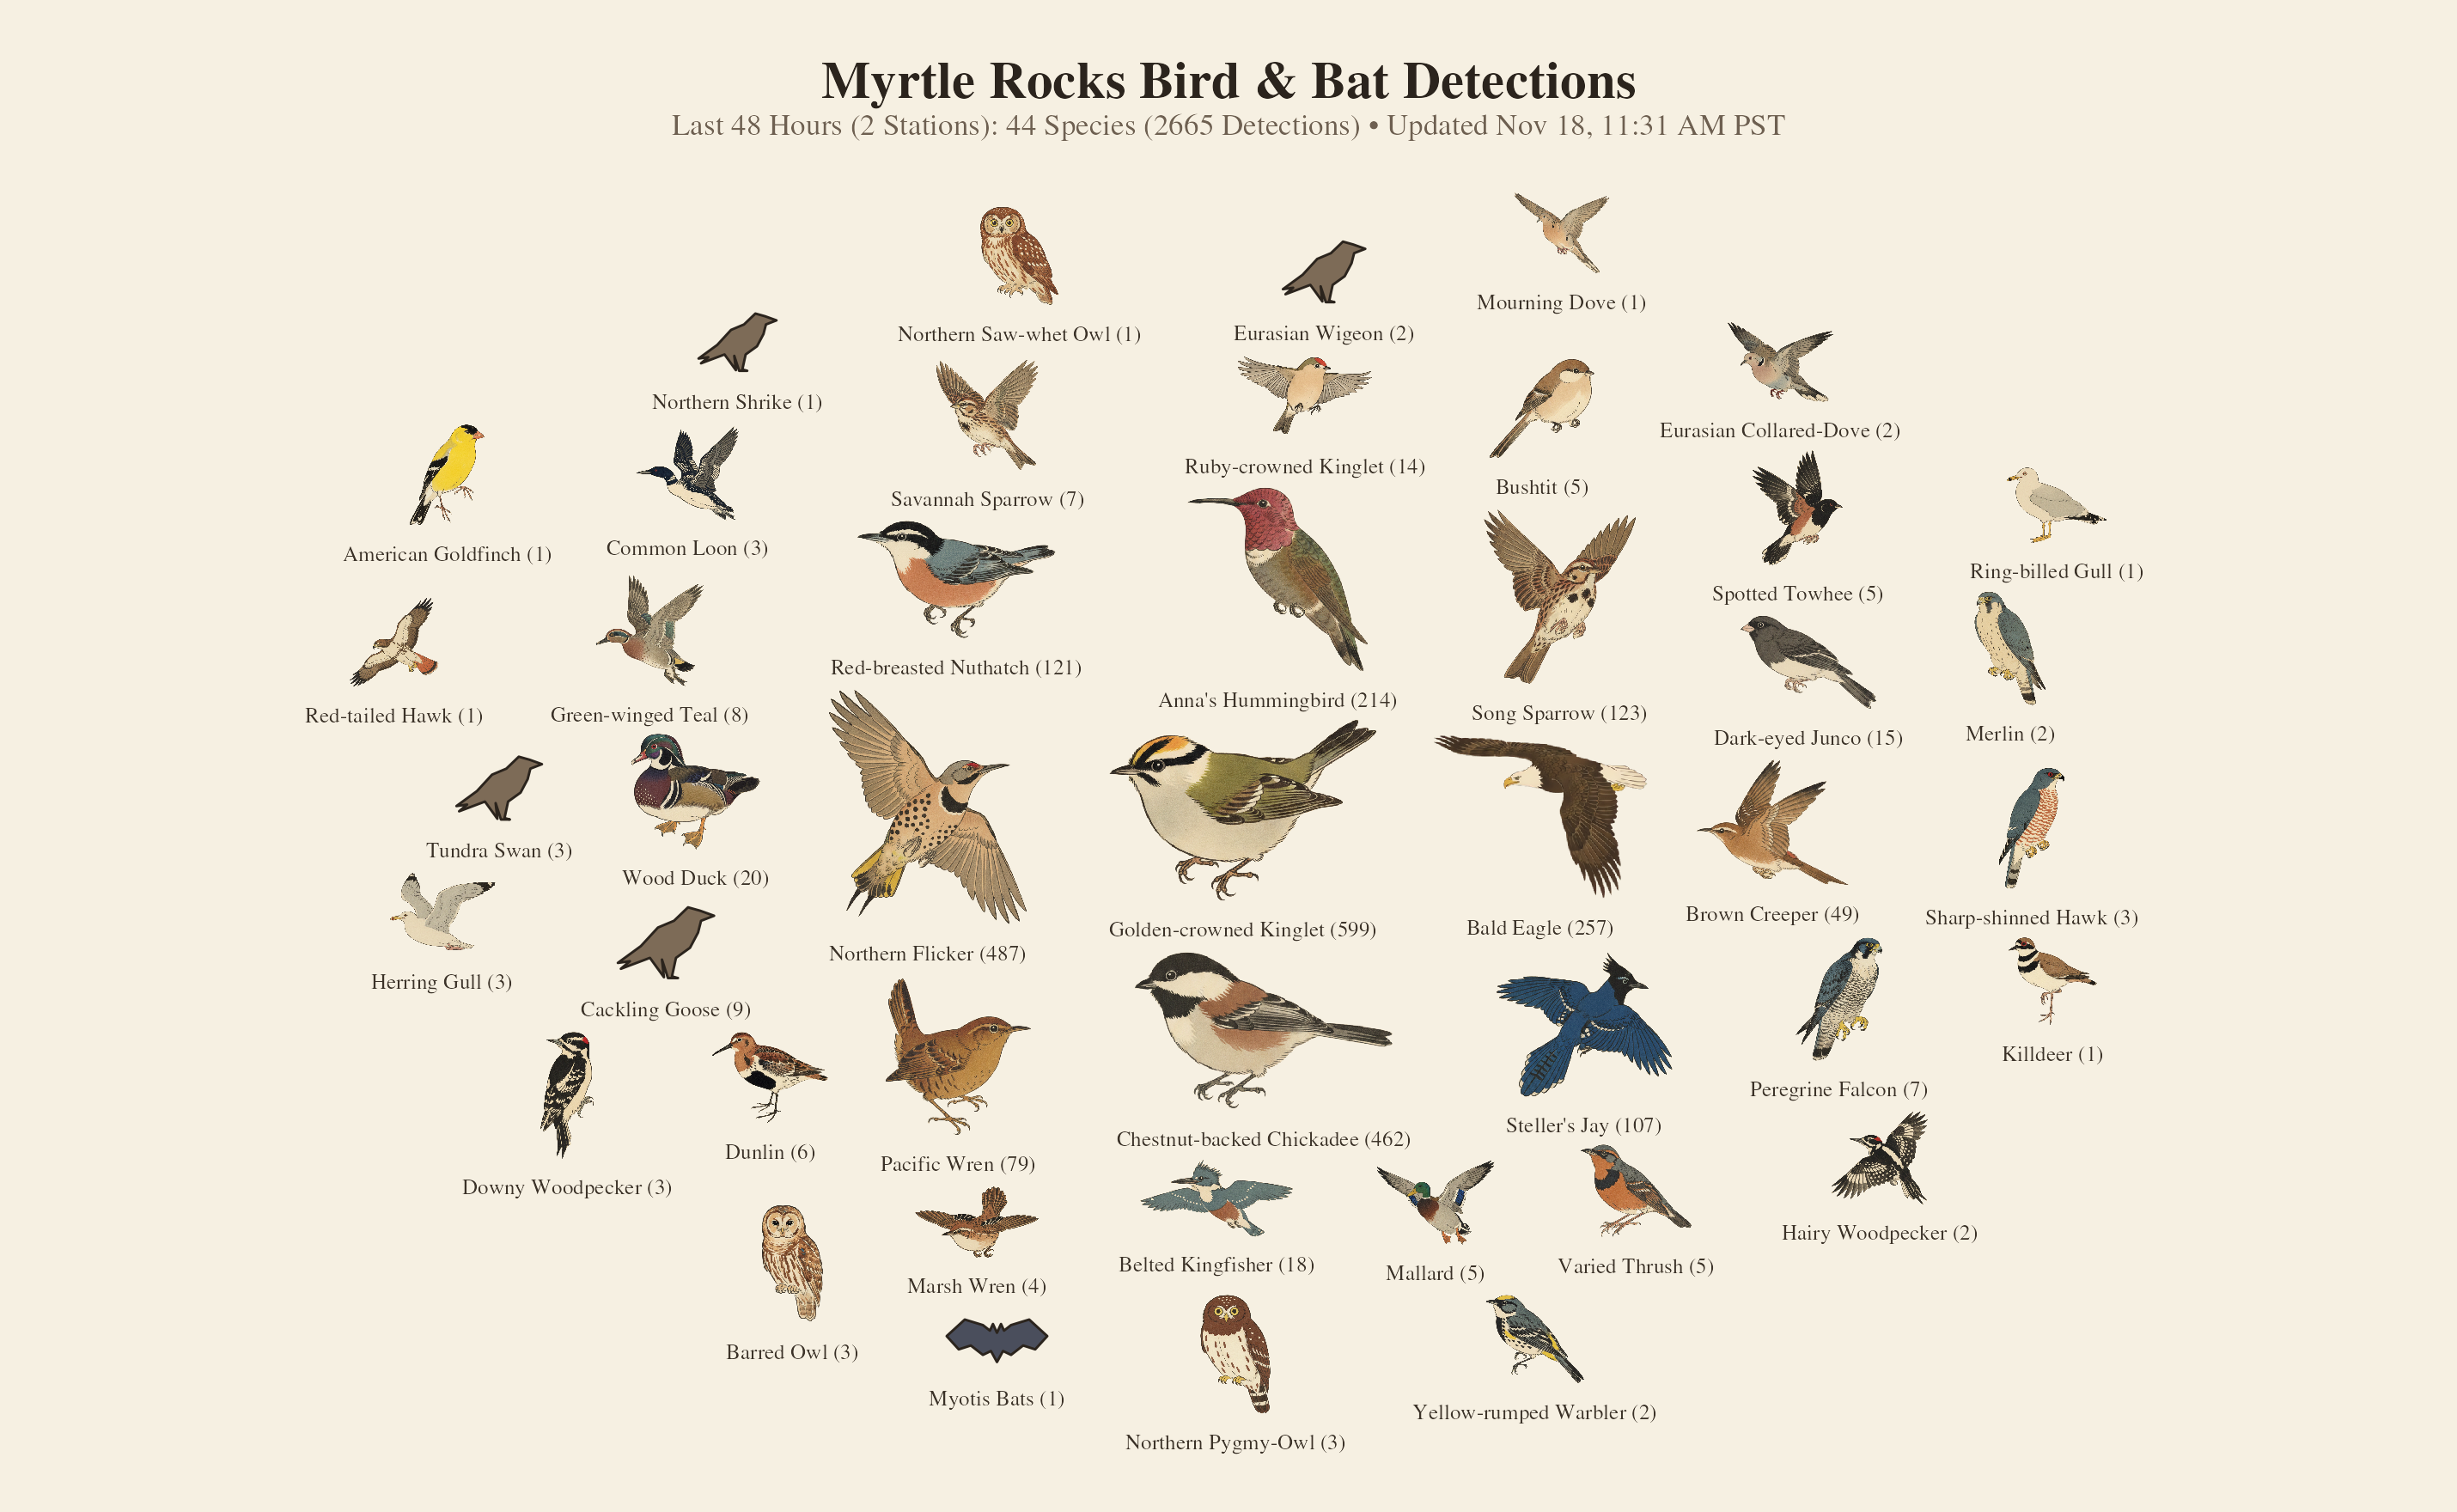 Myrtle Rocks Bird & Bat Detections
Last 48 Hours (2 Stations): 44 Species (2665 Detections) • Updated Nov 18, 11:31 AM PST
Mourning Dove (1)
Northern Saw-whet Owl (1)
Eurasian Wigeon (2)
Northern Shrike (1)
Eurasian Collared-Dove (2)
Ruby-crowned Kinglet (14)
Bushtit (5)
Savannah Sparrow (7)
American Goldfinch (1)
Common Loon (3)
Ring-billed Gull (1)
Spotted Towhee (5)
Red-breasted Nuthatch (121)
Anna's Hummingbird (214)
Song Sparrow (123)
Red-tailed Hawk (1)
Green-winged Teal (8)
Dark-eyed Junco (15)
Merlin (2)
Tundra Swan (3)
Wood Duck (20)
Brown Creeper (49)
Sharp-shinned Hawk (3)
Golden-crowned Kinglet (599)
Bald Eagle (257)
Northern Flicker (487)
Herring Gull (3)
Cackling Goose (9)
Killdeer (1)
Peregrine Falcon (7)
Steller's Jay (107)
Chestnut-backed Chickadee (462)
Dunlin (6)
Pacific Wren (79)
Downy Woodpecker (3)
Hairy Woodpecker (2)
Belted Kingfisher (18)
Mallard (5)
Varied Thrush (5)
Marsh Wren (4)
Barred Owl (3)
Myotis Bats (1)
Yellow-rumped Warbler (2)
Northern Pygmy-Owl (3)